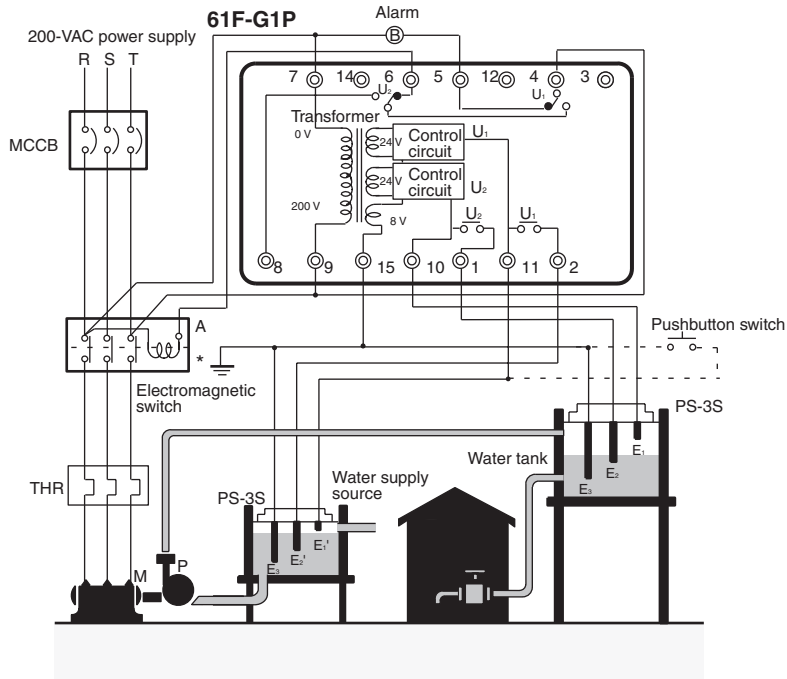 61F-G1P
Alarm
B
200-VAC power supply
R S T
7 14 6 5 12 4 3
U2
U1
Transformer
MCCB
0 V
24 V
Control
circuit
U1
24 V
Control
circuit
U2
200 V
8 V
U2
U1
8 9 15 10 1 11 2
A
*
Pushbutton switch
Electromagnetic
switch
PS-3S
E1
Water tank
E2
E3
THR
PS-3S
Water supply
source
E1'
E2'
E3
M
P